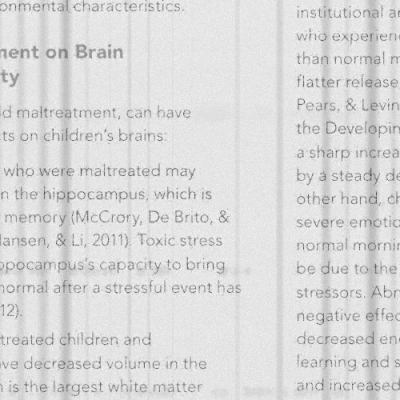 onmental characteristics.
ment on Brain
ty
ld maltreatment, can have
ts on children's brains:
who were maltreated may
n the hippocampus, which is
memory (McCrory, De Brito, &
Hansen, & Li, 2011). Toxic stress
ppocampus's capacity to bring
normal after a stressful event has
12).
treated children and
ve decreased volume in the
is the largest white matter
institutional a
who experienc
than normal m
flatter release
Pears, & Levin
the Developin
a sharp increa
by a steady de
other hand, ch
severe emotio
normal mornin
be due to the
stressors. Abn
negative effec
decreased ene
learning and s
and increased